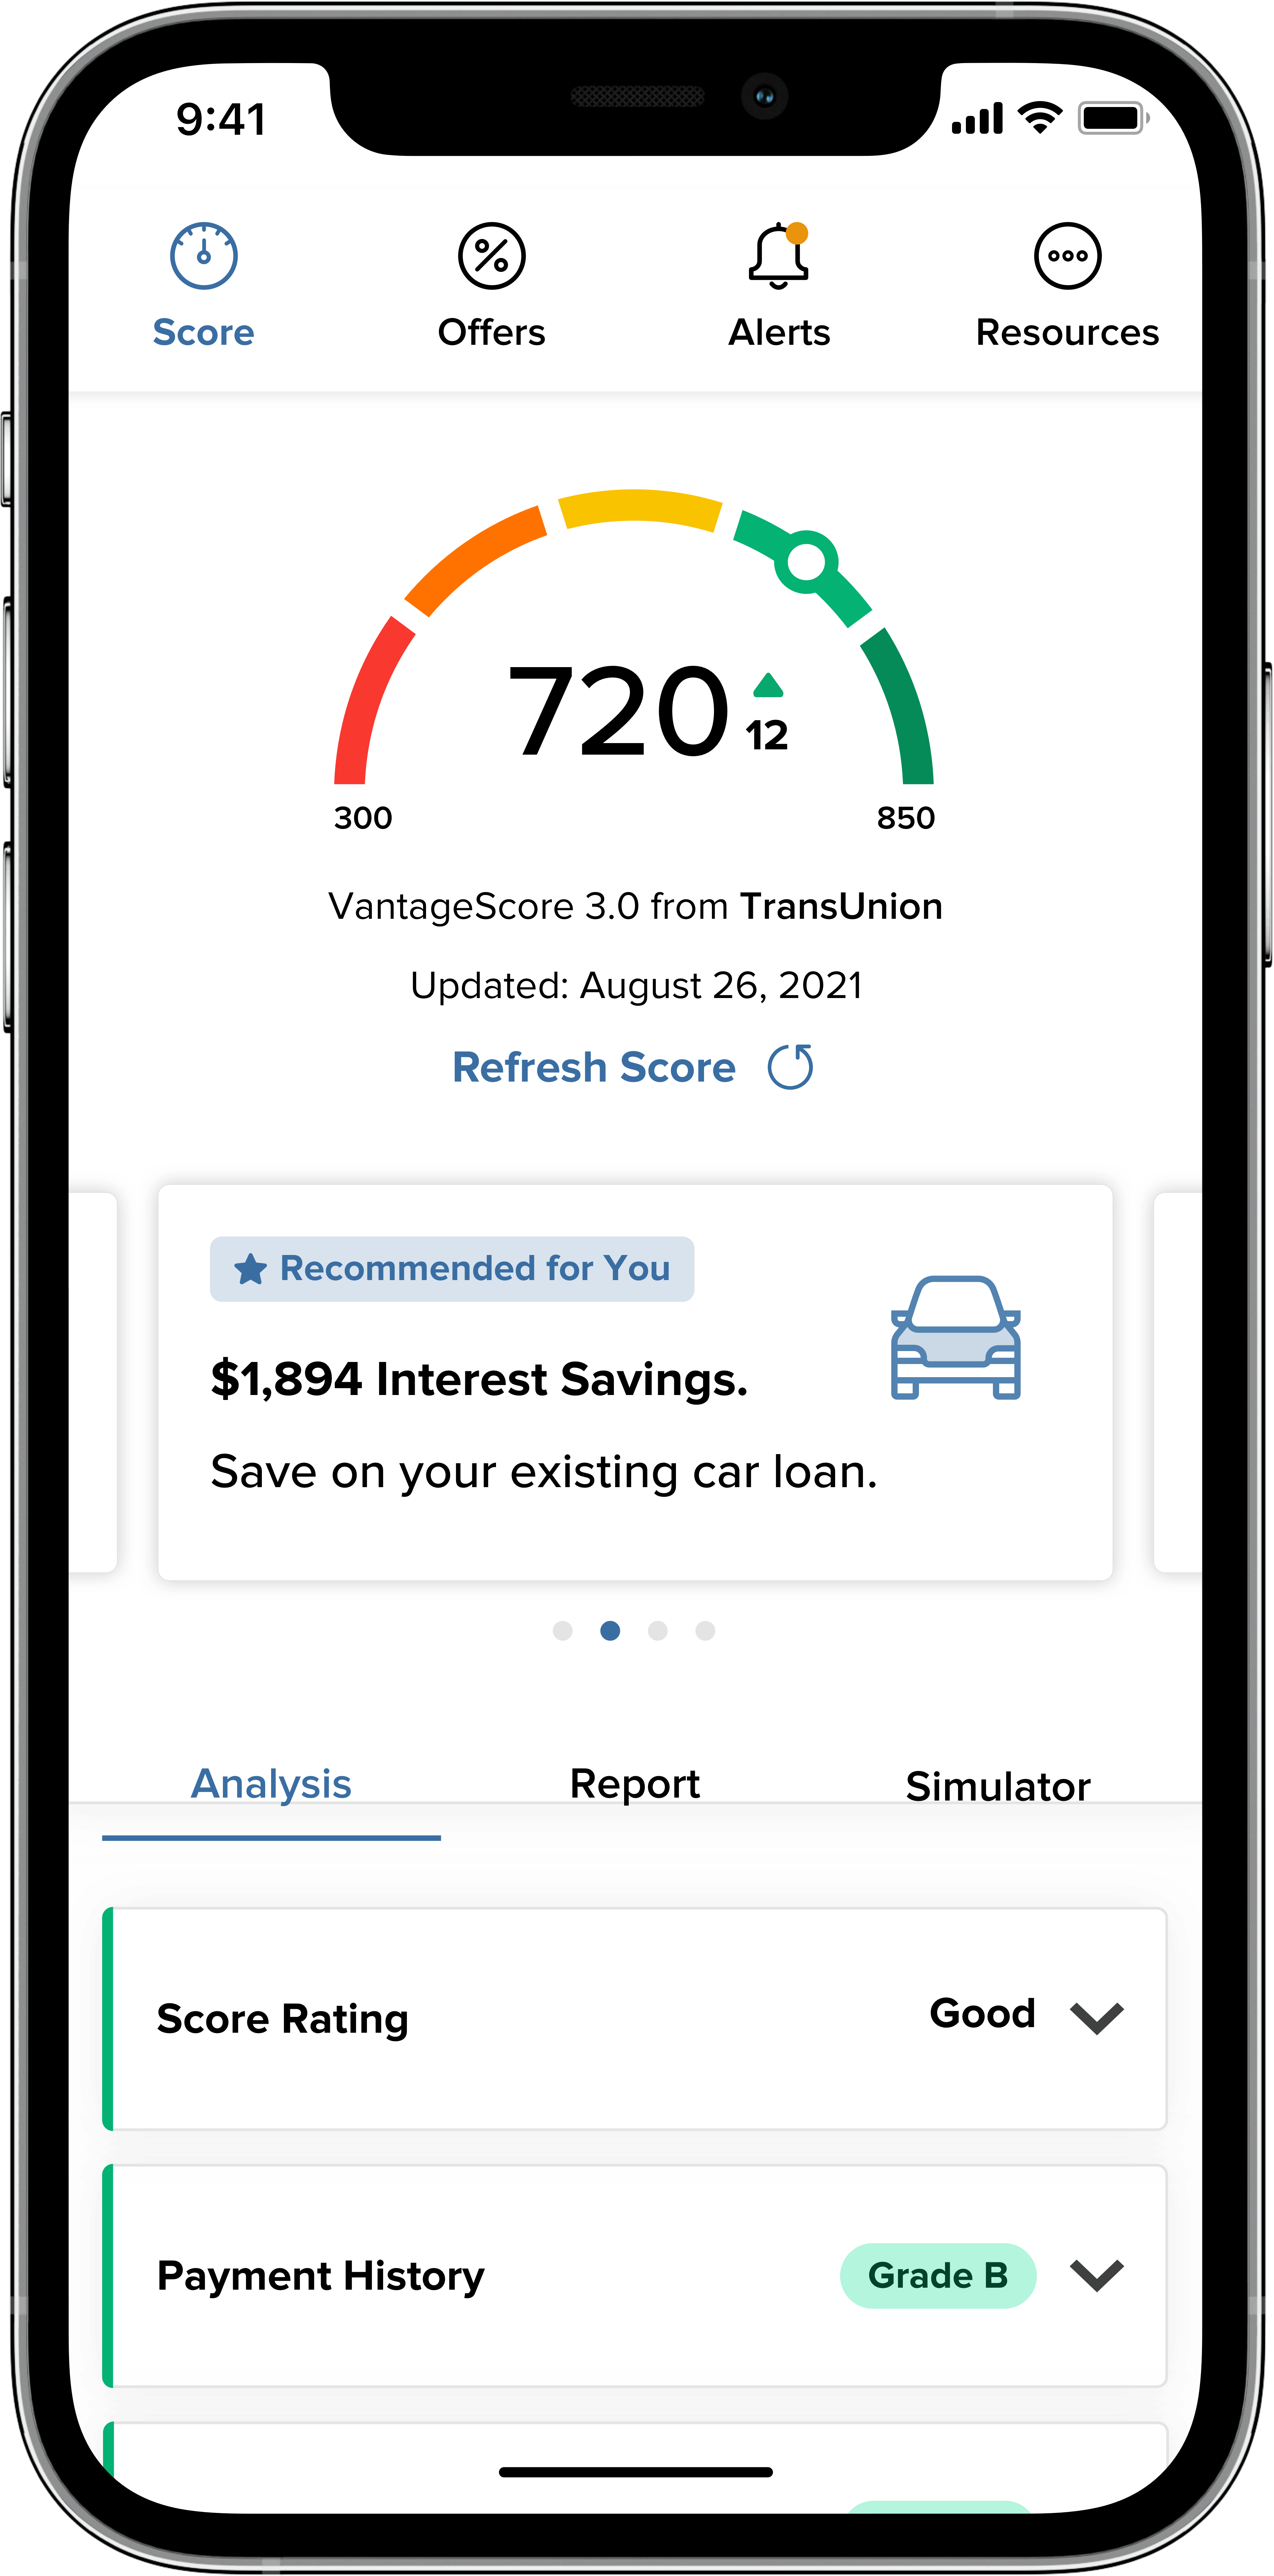 9:41
Score Offers Alerts Resources
720 12
300 850
VantageScore 3.0 from TransUnion
Updated: August 26, 2021
Refresh Score
Recommended for You
$1,894 Interest Savings.
Save on your existing car loan.
Analysis Report Simulator
Score Rating Good
Payment History Grade B